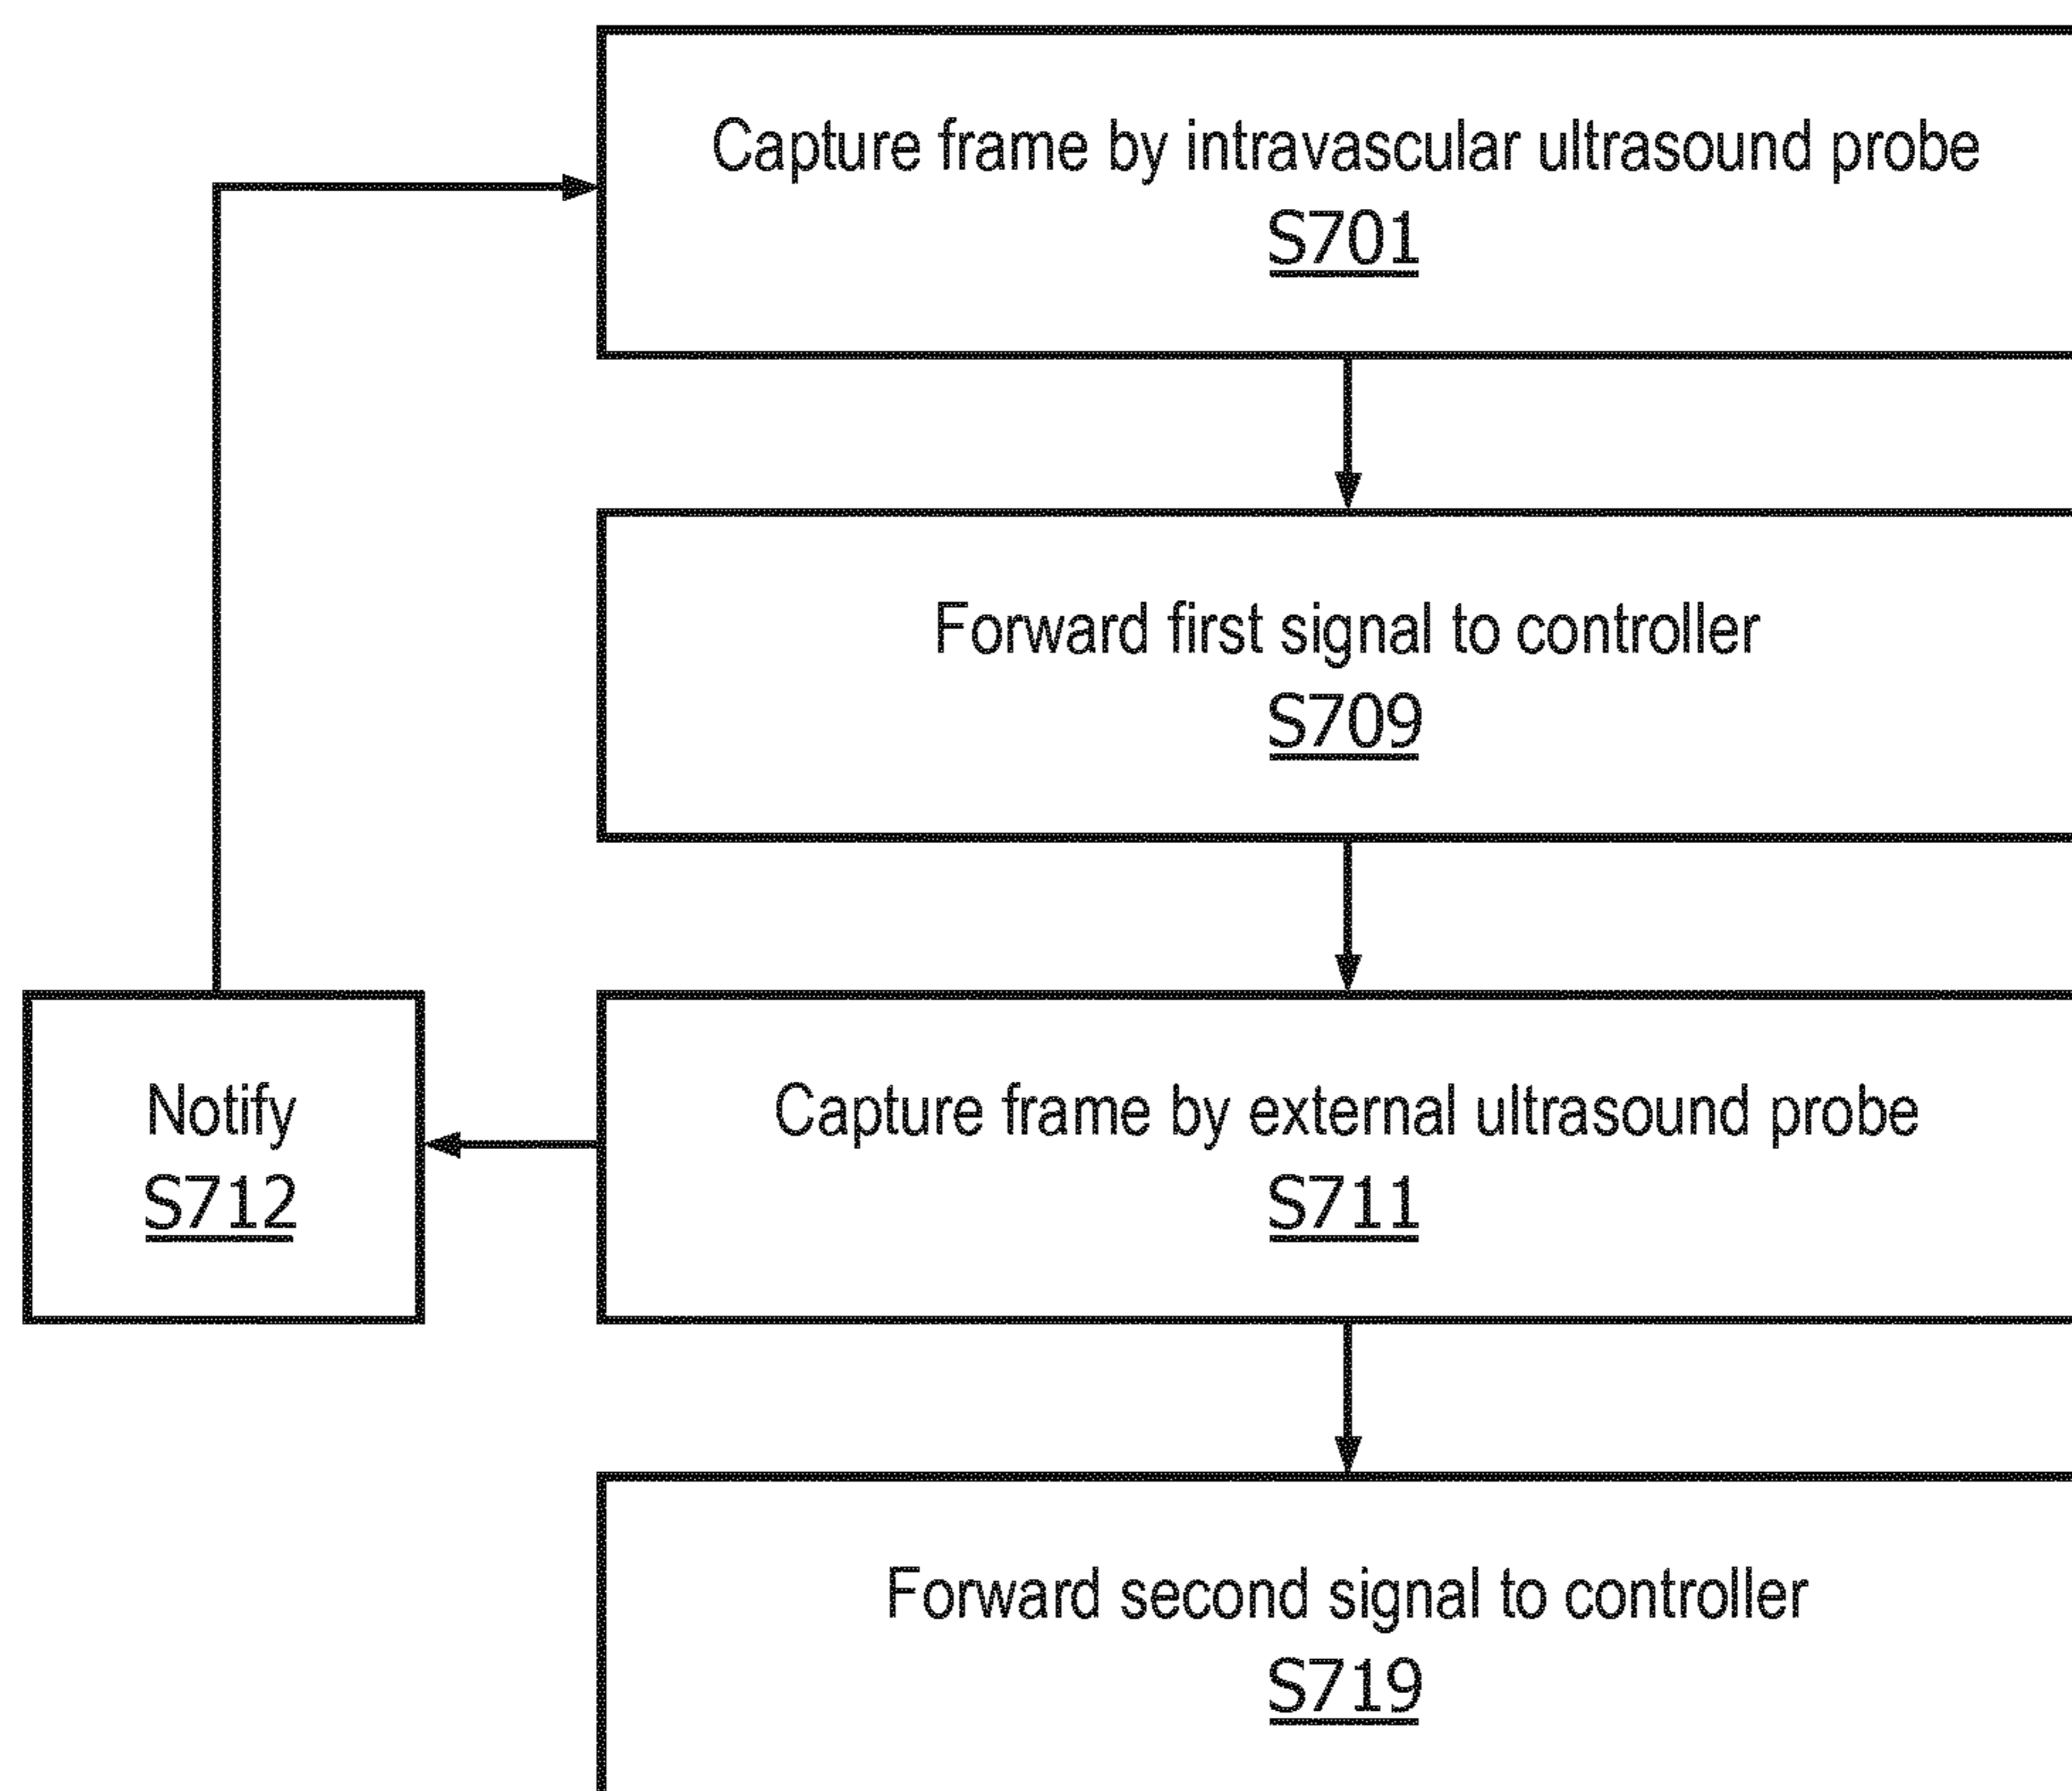 Capture frame by intravascular ultrasound probe
S701
Forward first signal to controller
S709
Notify
S712
Capture frame by external ultrasound probe
S711
Forward second signal to controller
S719